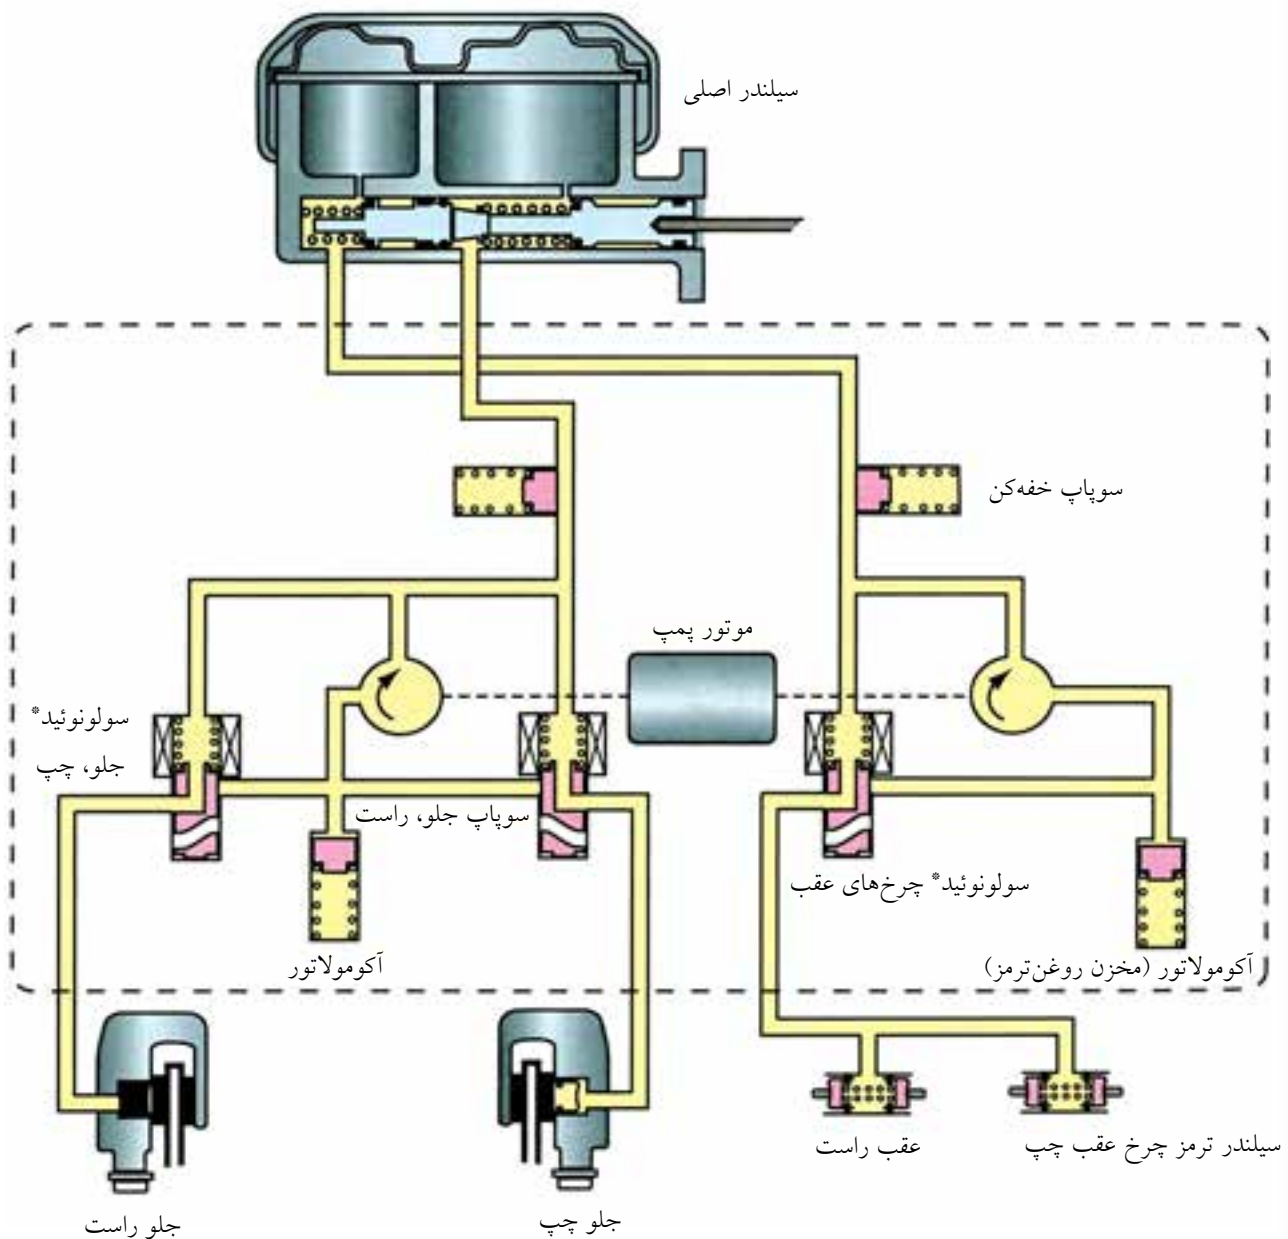 سیلندر اصلی
سوپاپ خفه‌کن
موتور پمپ
سولونوئید*
جلو، چپ
سوپاپ جلو، راست
سولونوئید* چرخ‌های عقب
آکومولاتور
آکومولاتور (مخزن روغن‌ترمز)
سیلندر ترمز چرخ عقب چپ
عقب راست
جلو چپ
جلو راست